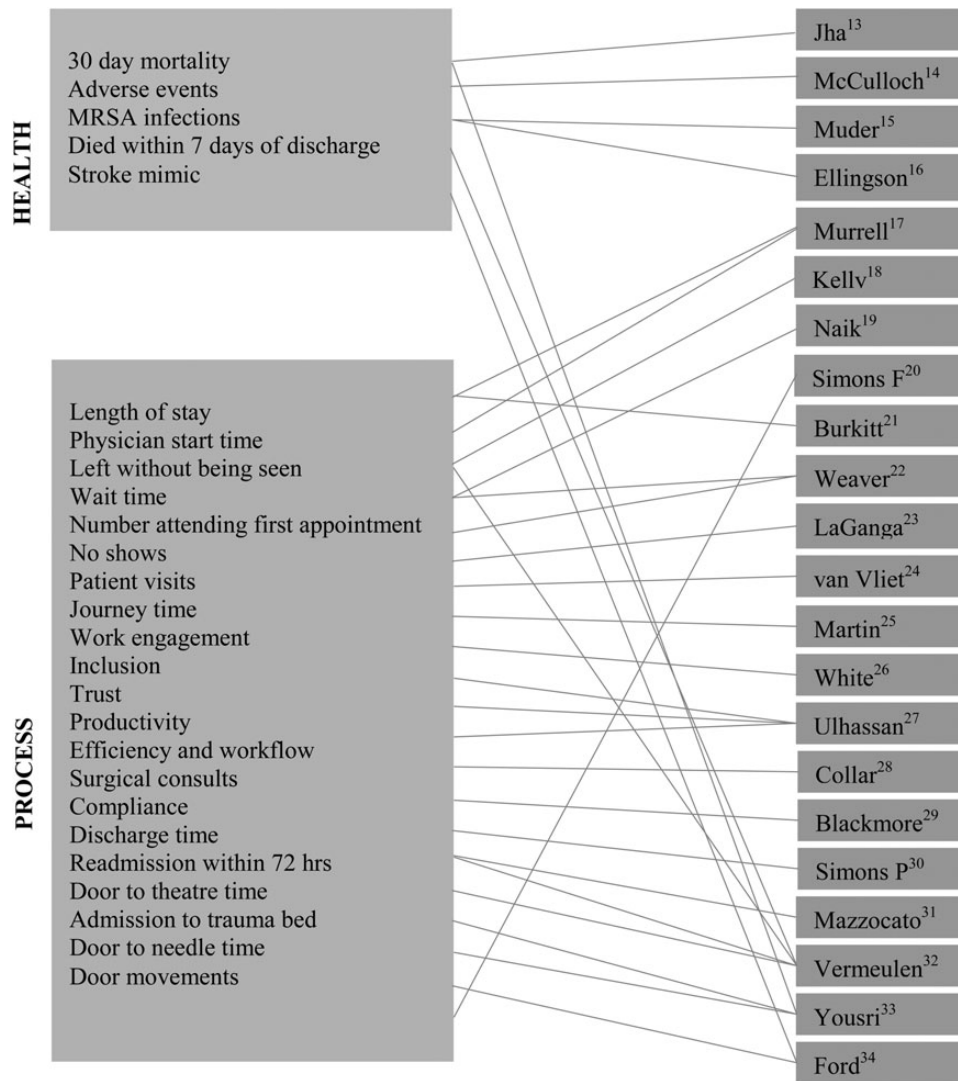 HEALTH
30 day mortality
Adverse events
MRSA infections
Died within 7 days of discharge
Stroke mimic
PROCESS
Length of stay
Physician start time
Left without being seen
Wait time
Number attending first appointment
No shows
Patient visits
Journey time
Work engagement
Inclusion
Trust
Productivity
Efficiency and workflow
Surgical consults
Compliance
Discharge time
Readmission within 72 hrs
Door to theatre time
Admission to trauma bed
Door to needle time
Door movements
Jha13
McCulloch14
Muder15
Ellingson16
Murrell17
Kellv18
Naik19
Simons F20
Burkitt21
Weaver22
LaGanga23
van Vliet24
Martin25
White26
Ulhassan27
Collar28
Blackmore29
Simons P30
Mazzocato31
Vermeulen32
Yousri33
Ford34